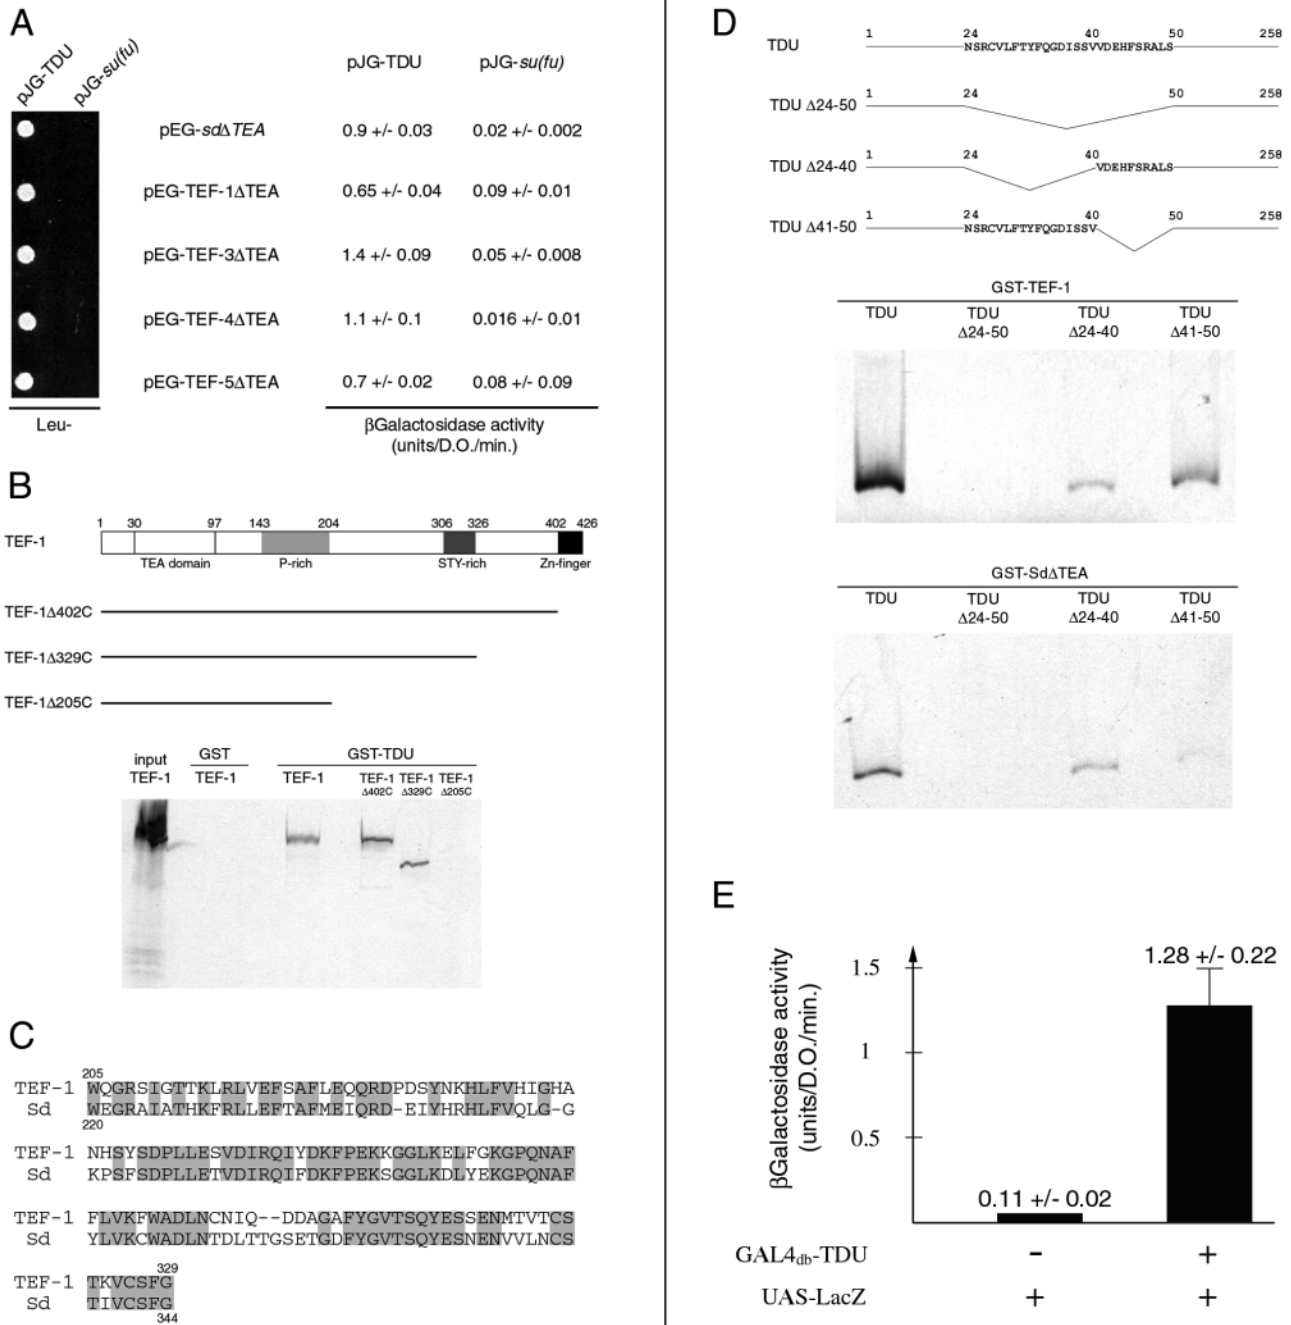 A
pJG-TDU
pJG-su(fu)
pJG-TDU pJG-su(fu)
pEG-sdΔTEA 0.9 +/- 0.03 0.02 +/- 0.002
pEG-TEF-1ΔTEA 0.65 +/- 0.04 0.09 +/- 0.01
pEG-TEF-3ΔTEA 1.4 +/- 0.09 0.05 +/- 0.008
pEG-TEF-4ΔTEA 1.1 +/- 0.1 0.016 +/- 0.01
pEG-TEF-5ΔTEA 0.7 +/- 0.02 0.08 +/- 0.09
Leu-
βGalactosidase activity
(units/D.O./min.)
B
1 30 97 143 204 306 326 402 426
TEF-1
TEA domain P-rich STY-rich Zn-finger
TEF-1Δ402C
TEF-1Δ329C
TEF-1Δ205C
input GST GST-TDU
TEF-1 TEF-1 TEF-1 TEF-1 TEF-1 TEF-1
Δ402C Δ329C Δ205C
C
205
TEF-1 WQGRSIGTTKLRLVEFSAFLEQQRDPDSYNKHLFVHIGHA
Sd WEGRAIATHKFRLLEFTAFMEIQRD-EIYHRHLFVQLG-G
220
TEF-1 NHSYSDPLLESVDIRQIYDKFPEKKGGLKELFGKGPQNAF
Sd KPSFSDPLLETVDIRQIFDKFPEKSGGLKDLYEKGPQNAF
TEF-1 FLVKFWADLNCNIQ--DDAGAFYGVTSQYESSENMTVTCS
Sd YLVKCWADLNTDLTTGSETGDFYGVTSQYESNENVVLNCS
329
TEF-1 TKVCSFG
Sd TIVCSFG
344
D
1 24 40 50 258
TDU NSRCVLFTYFQGDISSVVDEHFSRALS
1 24 50 258
TDU Δ24-50
1 24 40 50 258
TDU Δ24-40 VDEHFSRALS
1 24 40 50 258
TDU Δ41-50 NSRCVLFTYFQGDISSV
GST-TEF-1
TDU TDU TDU TDU
Δ24-50 Δ24-40 Δ41-50
GST-SdΔTEA
TDU TDU TDU TDU
Δ24-50 Δ24-40 Δ41-50
E
βGalactosidase activity
(units/D.O./min.)
1.5
1
0.5
0.11 +/- 0.02
1.28 +/- 0.22
GAL4db-TDU - +
UAS-LacZ + +